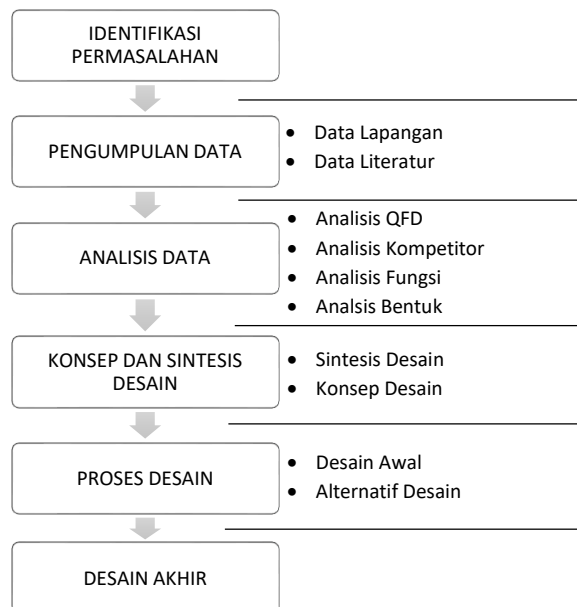 IDENTIFIKASI
PERMASALAHAN
PENGUMPULAN DATA
• Data Lapangan
• Data Literatur
ANALISIS DATA
• Analisis QFD
• Analisis Kompetitor
• Analisis Fungsi
• Analsis Bentuk
KONSEP DAN SINTESIS
DESAIN
• Sintesis Desain
• Konsep Desain
PROSES DESAIN
• Desain Awal
• Alternatif Desain
DESAIN AKHIR